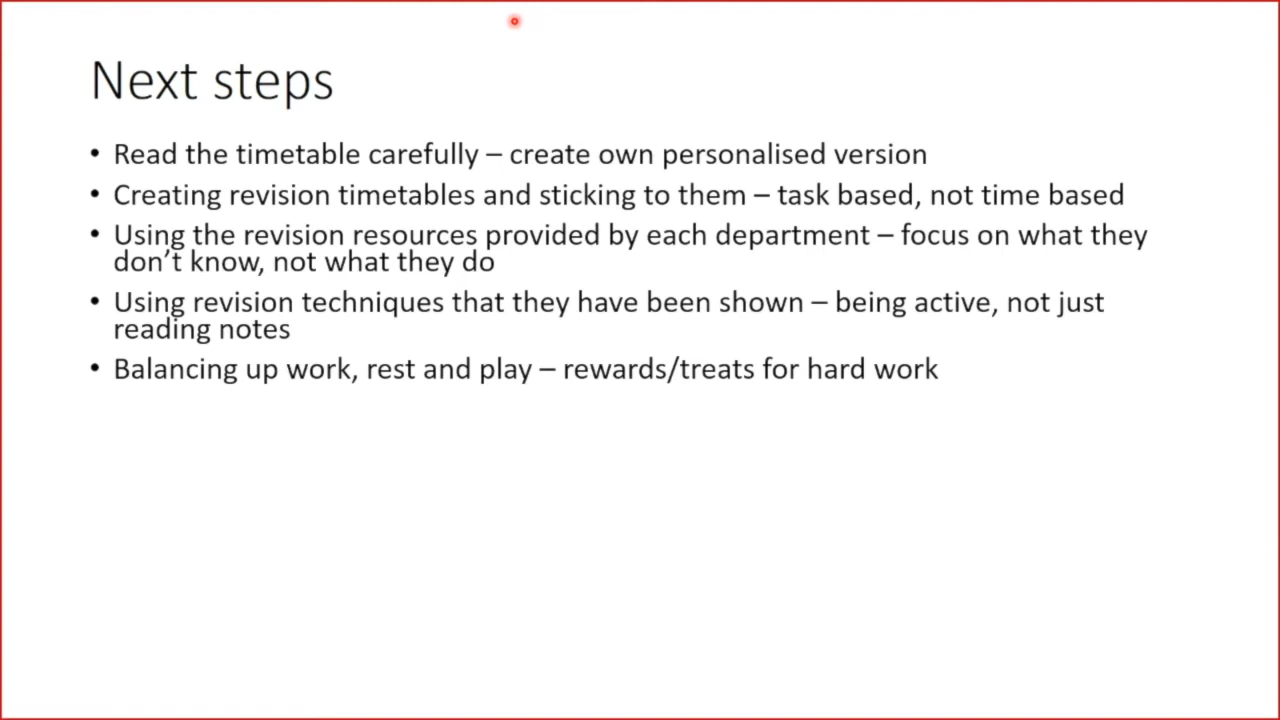 Next steps
• Read the timetable carefully – create own personalised version
• Creating revision timetables and sticking to them – task based, not time based
• Using the revision resources provided by each department – focus on what they
don’t know, not what they do
• Using revision techniques that they have been shown – being active, not just
reading notes
• Balancing up work, rest and play – rewards/treats for hard work